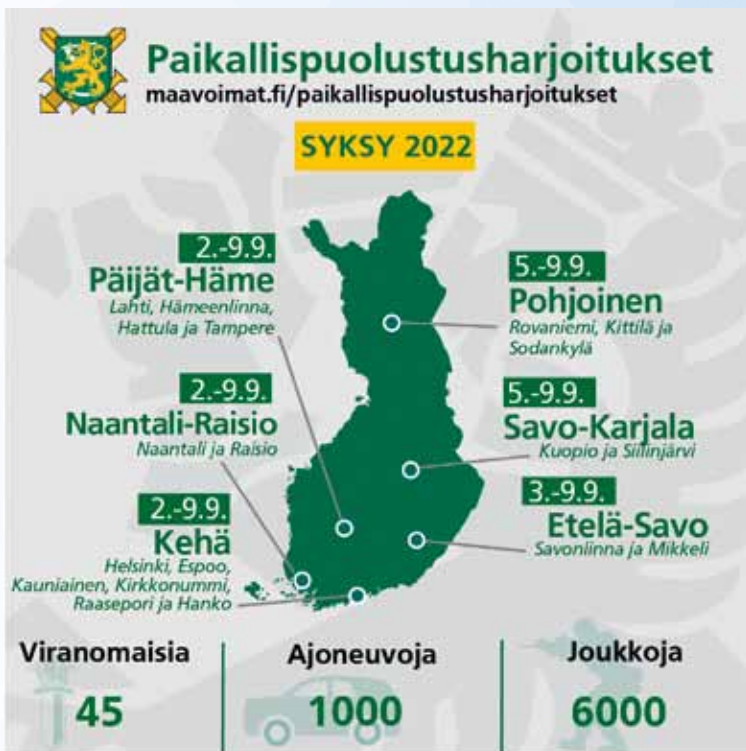 Paikallispuolustusharjoitukset
maavoimat.fi/paikallispuolustusharjoitukset
SYKSY 2022
2.-9.9.
Päijät-Häme
Lahti, Hämeenlinna,
Hattula ja Tampere
5.-9.9.
Pohjoinen
Rovaniemi, Kittilä ja
Sodankylä
2.-9.9.
Naantali-Raisio
Naantali ja Raisio
5.-9.9.
Savo-Karjala
Kuopio ja Siilinjärvi
2.-9.9.
Kehä
Helsinki, Espoo,
Kauniainen, Kirkkonummi,
Raasepori ja Hanko
3.-9.9.
Etelä-Savo
Savonlinna ja Mikkeli
Viranomaisia
45
Ajoneuvoja
1000
Joukkoja
6000